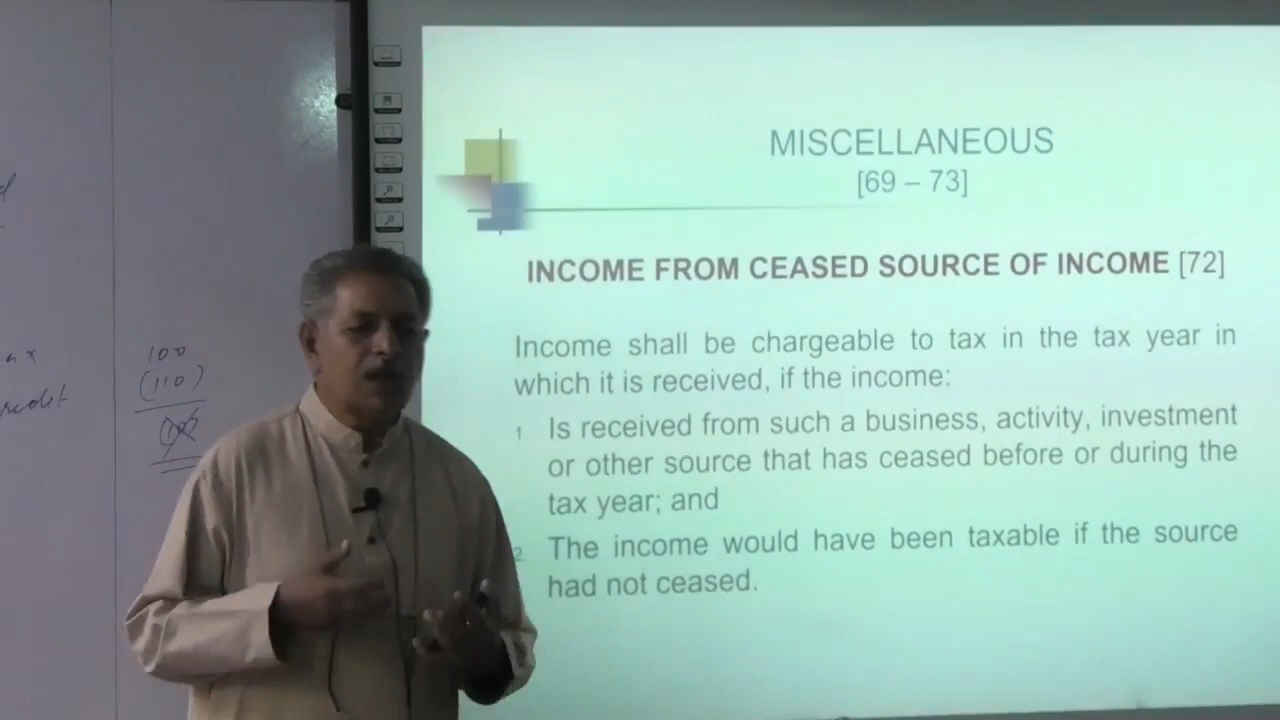 MISCELLANEOUS
[69 – 73]
INCOME FROM CEASED SOURCE OF INCOME [72]
Income shall be chargeable to tax in the tax year in
which it is received, if the income:
1. Is received from such a business, activity, investment
or other source that has ceased before or during the
tax year; and
2. The income would have been taxable if the source
had not ceased.
100
(110)